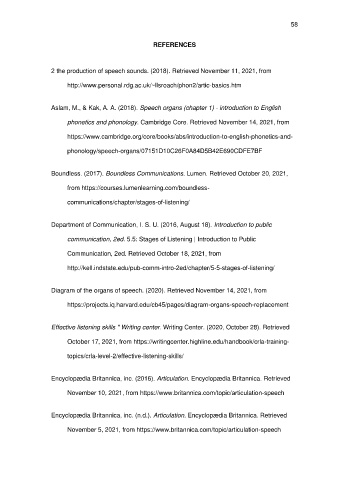 58
REFERENCES
2 the production of speech sounds. (2018). Retrieved November 11, 2021, from
http://www.personal.rdg.ac.uk/~llsroach/phon2/artic-basics.htm
Aslam, M., & Kak, A. A. (2018). Speech organs (chapter 1) - introduction to English
phonetics and phonology. Cambridge Core. Retrieved November 14, 2021, from
https://www.cambridge.org/core/books/abs/introduction-to-english-phonetics-and-
phonology/speech-organs/07151D10C26F0A84D5B42E690CDFE7BF
Boundless. (2017). Boundless Communications. Lumen. Retrieved October 20, 2021,
from https://courses.lumenlearning.com/boundless-
communications/chapter/stages-of-listening/
Department of Communication, I. S. U. (2016, August 18). Introduction to public
communication, 2ed. 5.5: Stages of Listening | Introduction to Public
Communication, 2ed. Retrieved October 18, 2021, from
http://kell.indstate.edu/pub-comm-intro-2ed/chapter/5-5-stages-of-listening/
Diagram of the organs of speech. (2020). Retrieved November 14, 2021, from
https://projects.iq.harvard.edu/cb45/pages/diagram-organs-speech-replacement
Effective listening skills " Writing center. Writing Center. (2020, October 28). Retrieved
October 17, 2021, from https://writingcenter.highline.edu/handbook/crla-training-
topics/crla-level-2/effective-listening-skills/
Encyclopædia Britannica, inc. (2016). Articulation. Encyclopædia Britannica. Retrieved
November 10, 2021, from https://www.britannica.com/topic/articulation-speech
Encyclopædia Britannica, inc. (n.d.). Articulation. Encyclopædia Britannica. Retrieved
November 5, 2021, from https://www.britannica.com/topic/articulation-speech